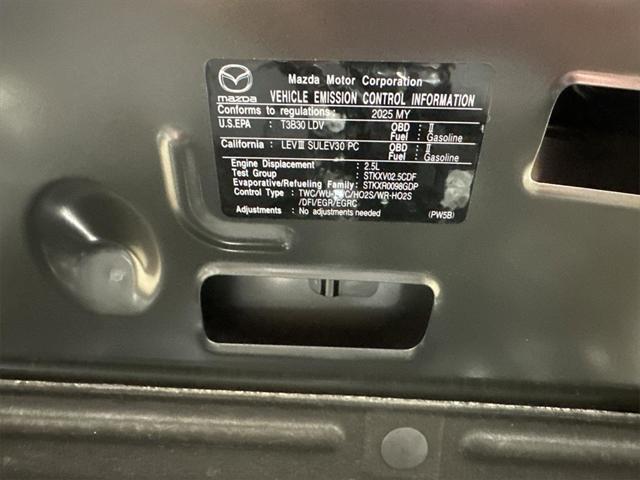 Mazda Motor Corporation
mazda
VEHICLE EMISSION CONTROL INFORMATION
Conforms to regulations: 2025 MY
U.S.EPA : T3B30 LDV OBD : II
Fuel : Gasoline
California : LEVⅢ SULEV30 PC OBD : II
Fuel : Gasoline
Engine Displacement : 2.5L
Test Group : STKXV02.5CDF
Evaporative/Refueling Family: STKXR0098GDP
Control Type : TWC/WU-TWC/HO2S/WR-HO2S
/DFI/EGR/EGRC
Adjustments : No adjustments needed
(PW5B)